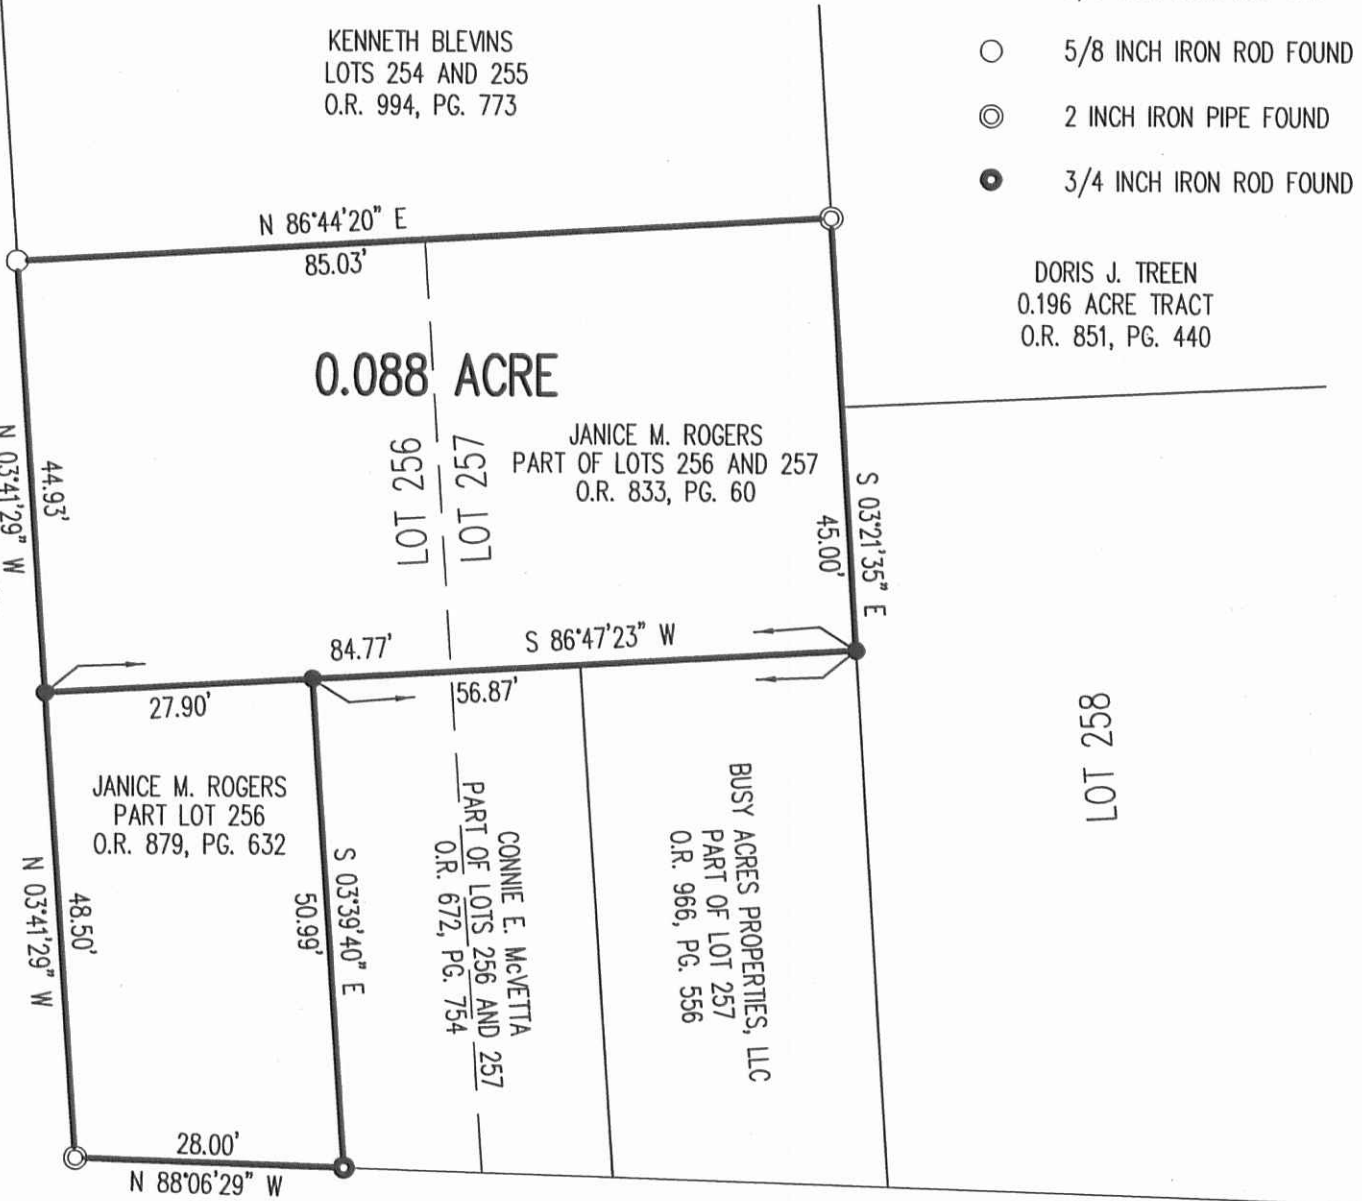 KENNETH BLEVINS
LOTS 254 AND 255
O.R. 994, PG. 773
5/8 INCH IRON ROD FOUND
2 INCH IRON PIPE FOUND
3/4 INCH IRON ROD FOUND
N 86°44'20" E
85.03'
DORIS J. TREEN
0.196 ACRE TRACT
O.R. 851, PG. 440
0.088 ACRE
N 03°41'29" W
44.93'
LOT 256
LOT 257
JANICE M. ROGERS
PART OF LOTS 256 AND 257
O.R. 833, PG. 60
45.00'
S 03°21'35" E
84.77'
S 86°47'23" W
27.90'
56.87'
LOT 258
JANICE M. ROGERS
PART LOT 256
O.R. 879, PG. 632
N 03°41'29" W
48.50'
50.99'
S 03°39'40" E
CONNIE E. McVETTA
PART OF LOTS 256 AND 257
O.R. 672, PG. 754
BUSY ACRES PROPERTIES, LLC
PART OF LOT 257
O.R. 966, PG. 556
28.00'
N 88°06'29" W